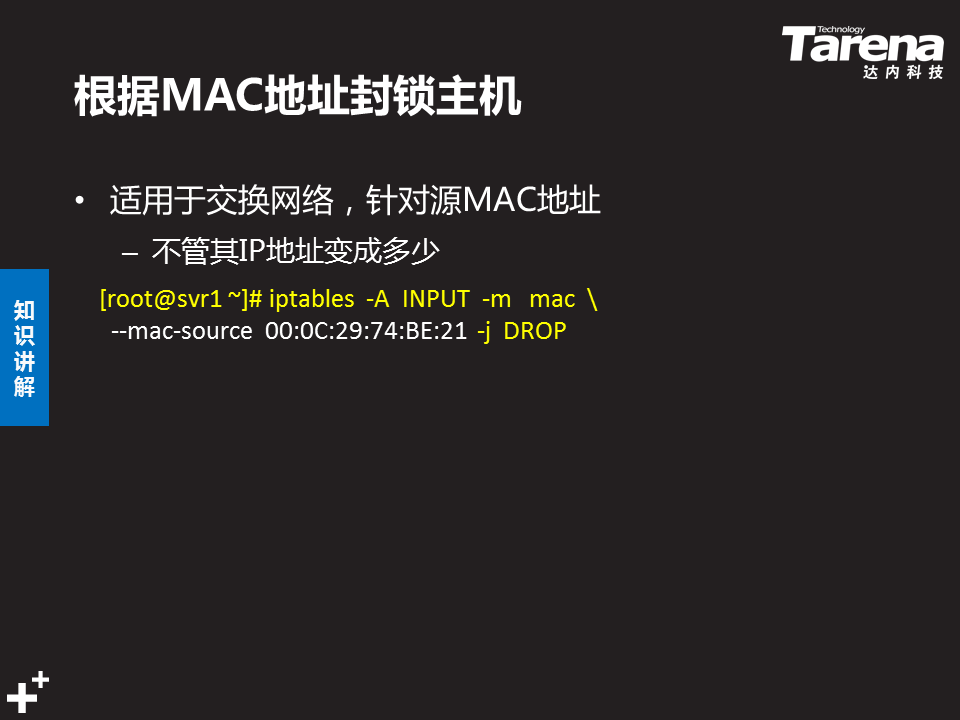 Technology
Tarena
达内科技
根据MAC地址封锁主机
• 适用于交换网络，针对源MAC地址
– 不管其IP地址变成多少
[root@svr1 ~]# iptables -A INPUT -m mac \
--mac-source 00:0C:29:74:BE:21 -j DROP
知识讲解